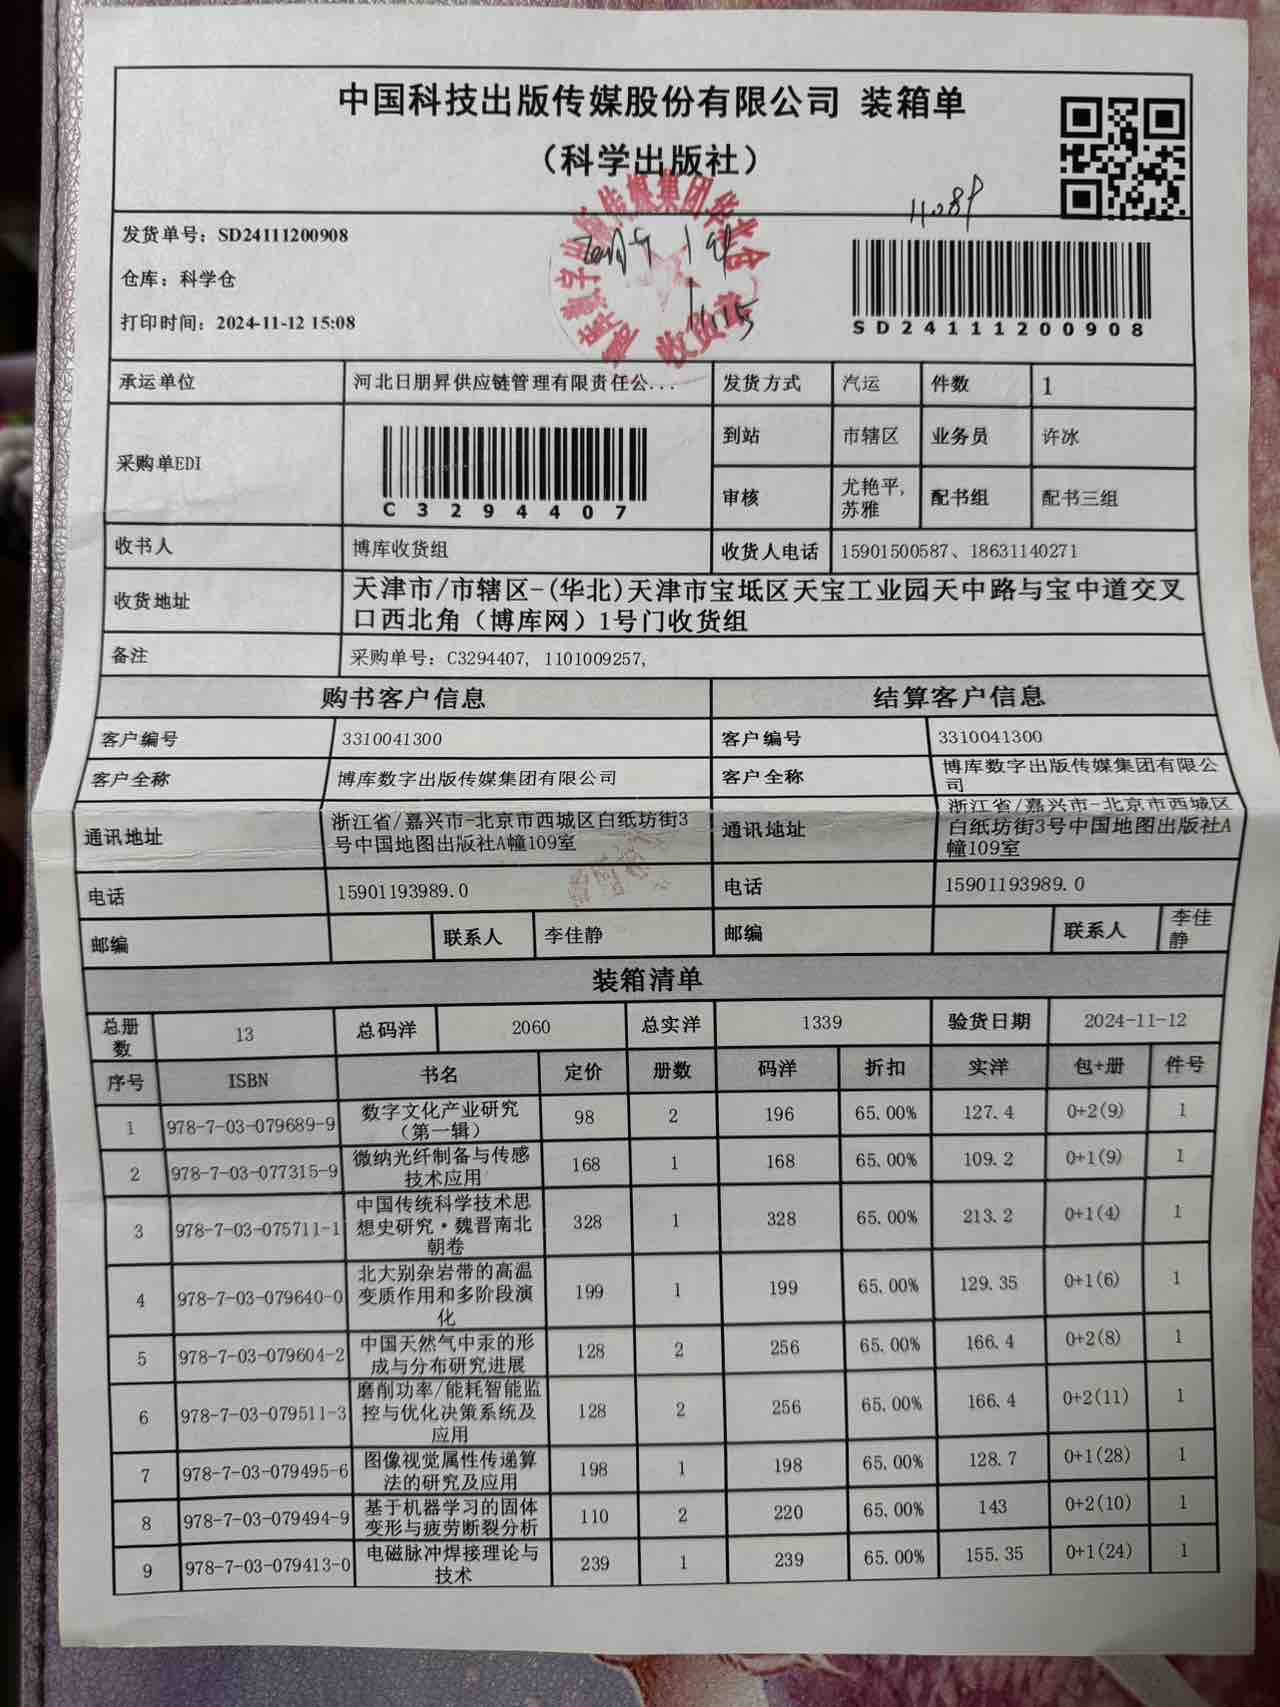 中国科技出版传媒股份有限公司 装箱单
（科学出版社）
发货单号: SD24111200908
仓库: 科学仓
打印时间: 2024-11-12 15:08
SD24111200908
承运单位 河北日朋昇供应链管理有限责任公... 发货方式 汽运 件数 1
采购单EDI C3294407 到站 市辖区 业务员 许冰
审核 尤艳平, 苏雅 配书组 配书三组
收书人 博库收货组 收货人电话 15901500587、18631140271
收货地址 天津市/市辖区-(华北)天津市宝坻区天宝工业园天中路与宝中道交叉
口西北角（博库网）1号门收货组
备注 采购单号: C3294407, 1101009257,
购书客户信息 结算客户信息
客户编号 3310041300 客户编号 3310041300
客户全称 博库数字出版传媒集团有限公司 客户全称 博库数字出版传媒集团有限公司
通讯地址 浙江省/嘉兴市-北京市西城区白纸坊街3号中国地图出版社A幢109室 通讯地址 浙江省/嘉兴市-北京市西城区白纸坊街3号中国地图出版社A幢109室
电话 15901193989.0 电话 15901193989.0
邮编 联系人 李佳静 邮编 联系人 李佳静
装箱清单
总册数 13 总码洋 2060 总实洋 1339 验货日期 2024-11-12
序号 ISBN 书名 定价 册数 码洋 折扣 实洋 包+册 件号
1 978-7-03-079689-9 数字文化产业研究（第一辑） 98 2 196 65.00% 127.4 0+2(9) 1
2 978-7-03-077315-9 微纳光纤制备与传感技术应用 168 1 168 65.00% 109.2 0+1(9) 1
3 978-7-03-075711-1 中国传统科学技术思想史研究·魏晋南北朝卷 328 1 328 65.00% 213.2 0+1(4) 1
4 978-7-03-079640-0 北大别杂岩带的高温变质作用和多阶段演化 199 1 199 65.00% 129.35 0+1(6) 1
5 978-7-03-079604-2 中国天然气中汞的形成与分布研究进展 128 2 256 65.00% 166.4 0+2(8) 1
6 978-7-03-079511-3 磨削功率/能耗智能监控与优化决策系统及应用 128 2 256 65.00% 166.4 0+2(11) 1
7 978-7-03-079495-6 图像视觉属性传递算法的研究及应用 198 1 198 65.00% 128.7 0+1(28) 1
8 978-7-03-079494-9 基于机器学习的固体变形与疲劳断裂分析 110 2 220 65.00% 143 0+2(10) 1
9 978-7-03-079413-0 电磁脉冲焊接理论与技术 239 1 239 65.00% 155.35 0+1(24) 1